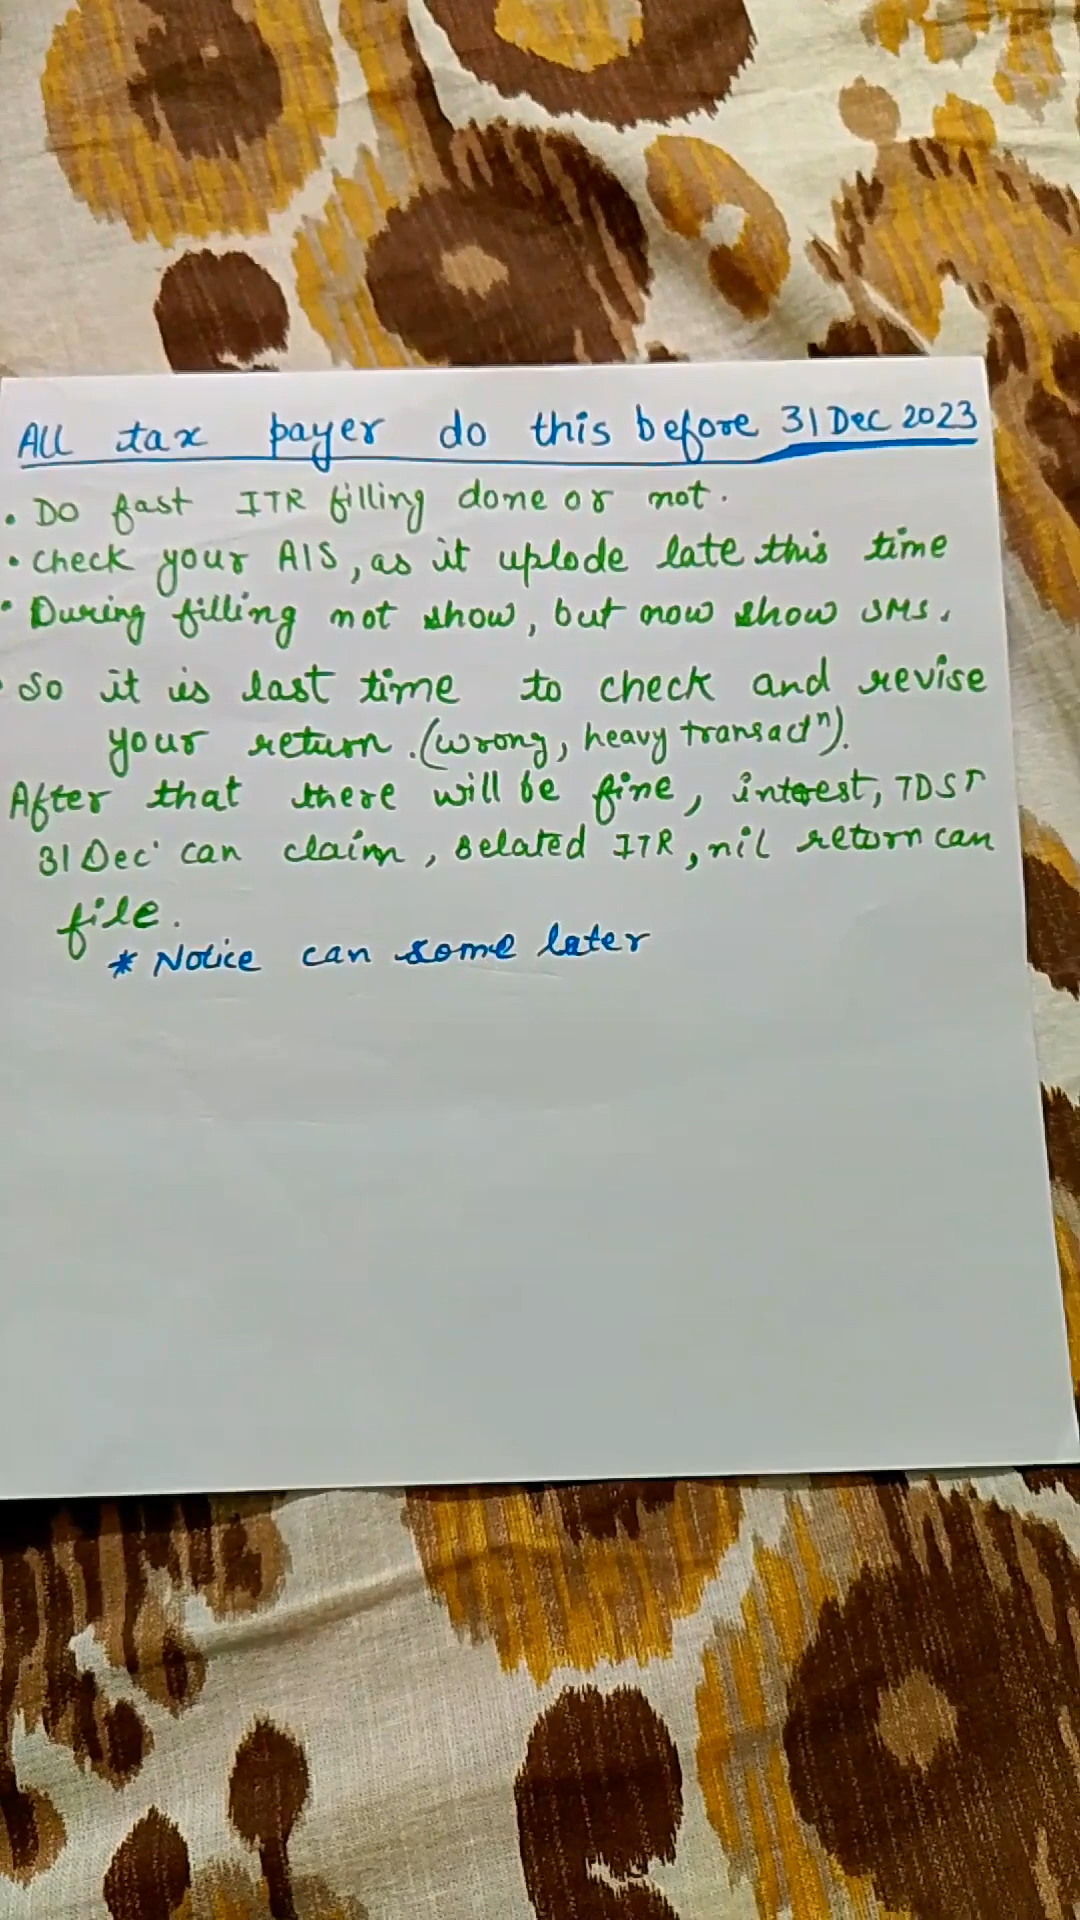 All tax payer do this before 31 Dec 2023
• Do fast ITR filling done or not.
• Check your AIS, as it uplode late this time
• During filling not show, but now show SMS.
• So it is last time to check and revise
your return. (wrong, heavy transactⁿ).
After that there will be fine, interest, TDS
31 Dec can claim, Belated ITR, nil return can
file.
* Notice can some later